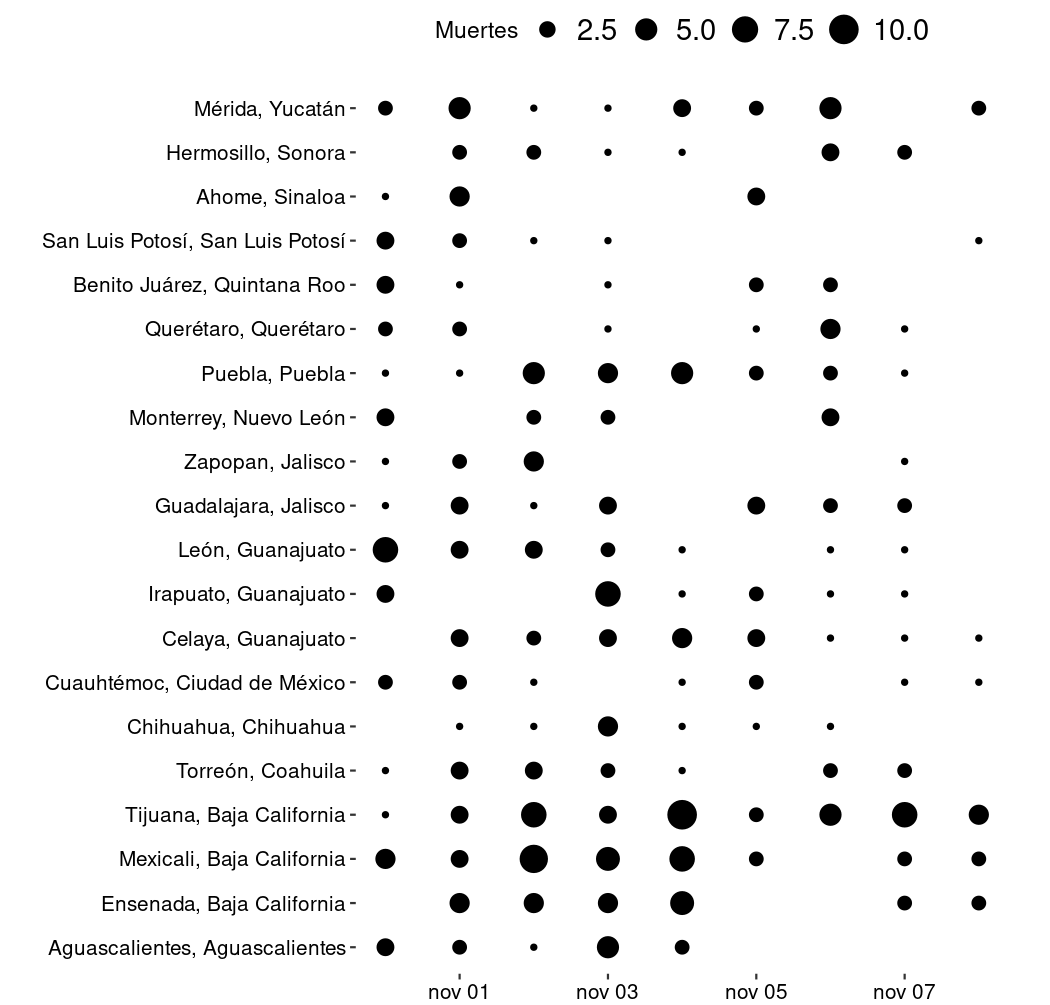 Muertes 2.5 5.0 7.5 10.0
Mérida, Yucatán
Hermosillo, Sonora
Ahome, Sinaloa
San Luis Potosí, San Luis Potosí
Benito Juárez, Quintana Roo
Querétaro, Querétaro
Puebla, Puebla
Monterrey, Nuevo León
Zapopan, Jalisco
Guadalajara, Jalisco
León, Guanajuato
Irapuato, Guanajuato
Celaya, Guanajuato
Cuauhtémoc, Ciudad de México
Chihuahua, Chihuahua
Torreón, Coahuila
Tijuana, Baja California
Mexicali, Baja California
Ensenada, Baja California
Aguascalientes, Aguascalientes
nov 01 nov 03 nov 05 nov 07